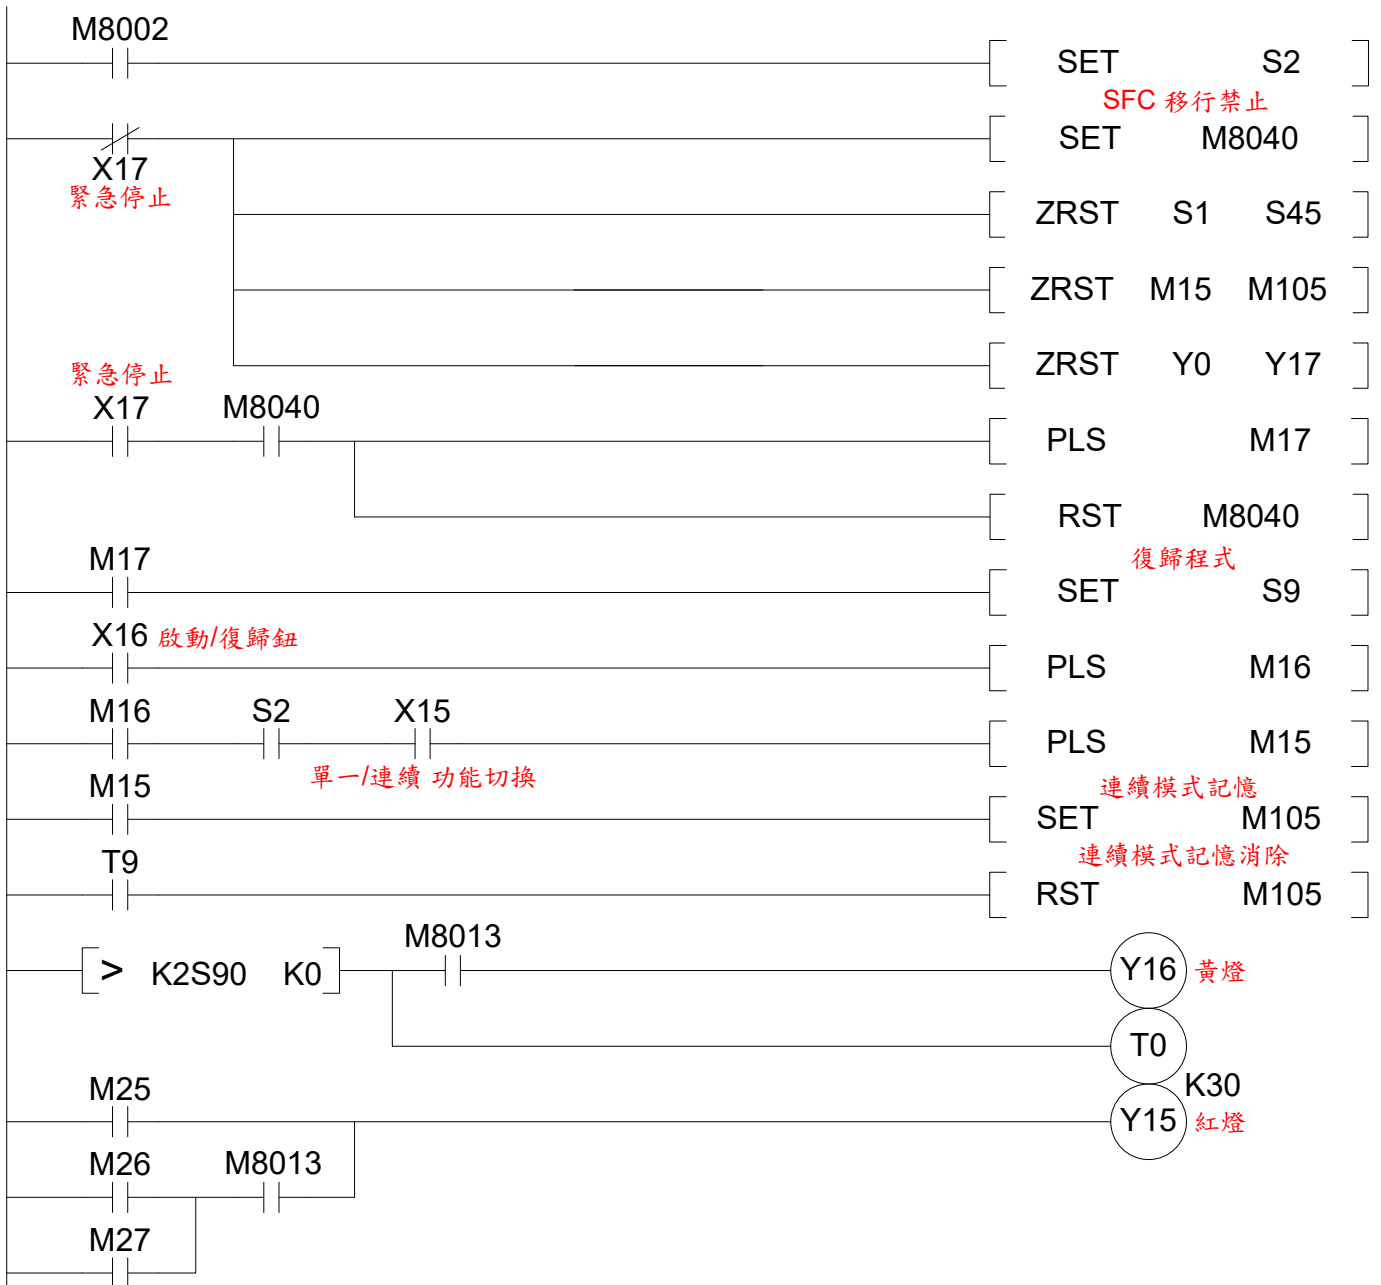 M8002
SET S2
SFC 移行禁止
SET M8040
X17
緊急停止
ZRST S1 S45
ZRST M15 M105
ZRST Y0 Y17
緊急停止
X17 M8040
PLS M17
RST M8040
復歸程式
M17
SET S9
X16 啟動/復歸鈕
PLS M16
M16 S2 X15
PLS M15
單一/連續 功能切換
連續模式記憶
M15
SET M105
連續模式記憶消除
T9
RST M105
M8013
> K2S90 K0
Y16 黃燈
T0
K30
M25
Y15 紅燈
M26 M8013
M27